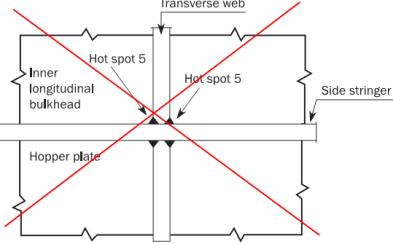 Transverse web
Hot spot 5
Hot spot 5
Inner
longitudinal
bulkhead
Side stringer
Hopper plate